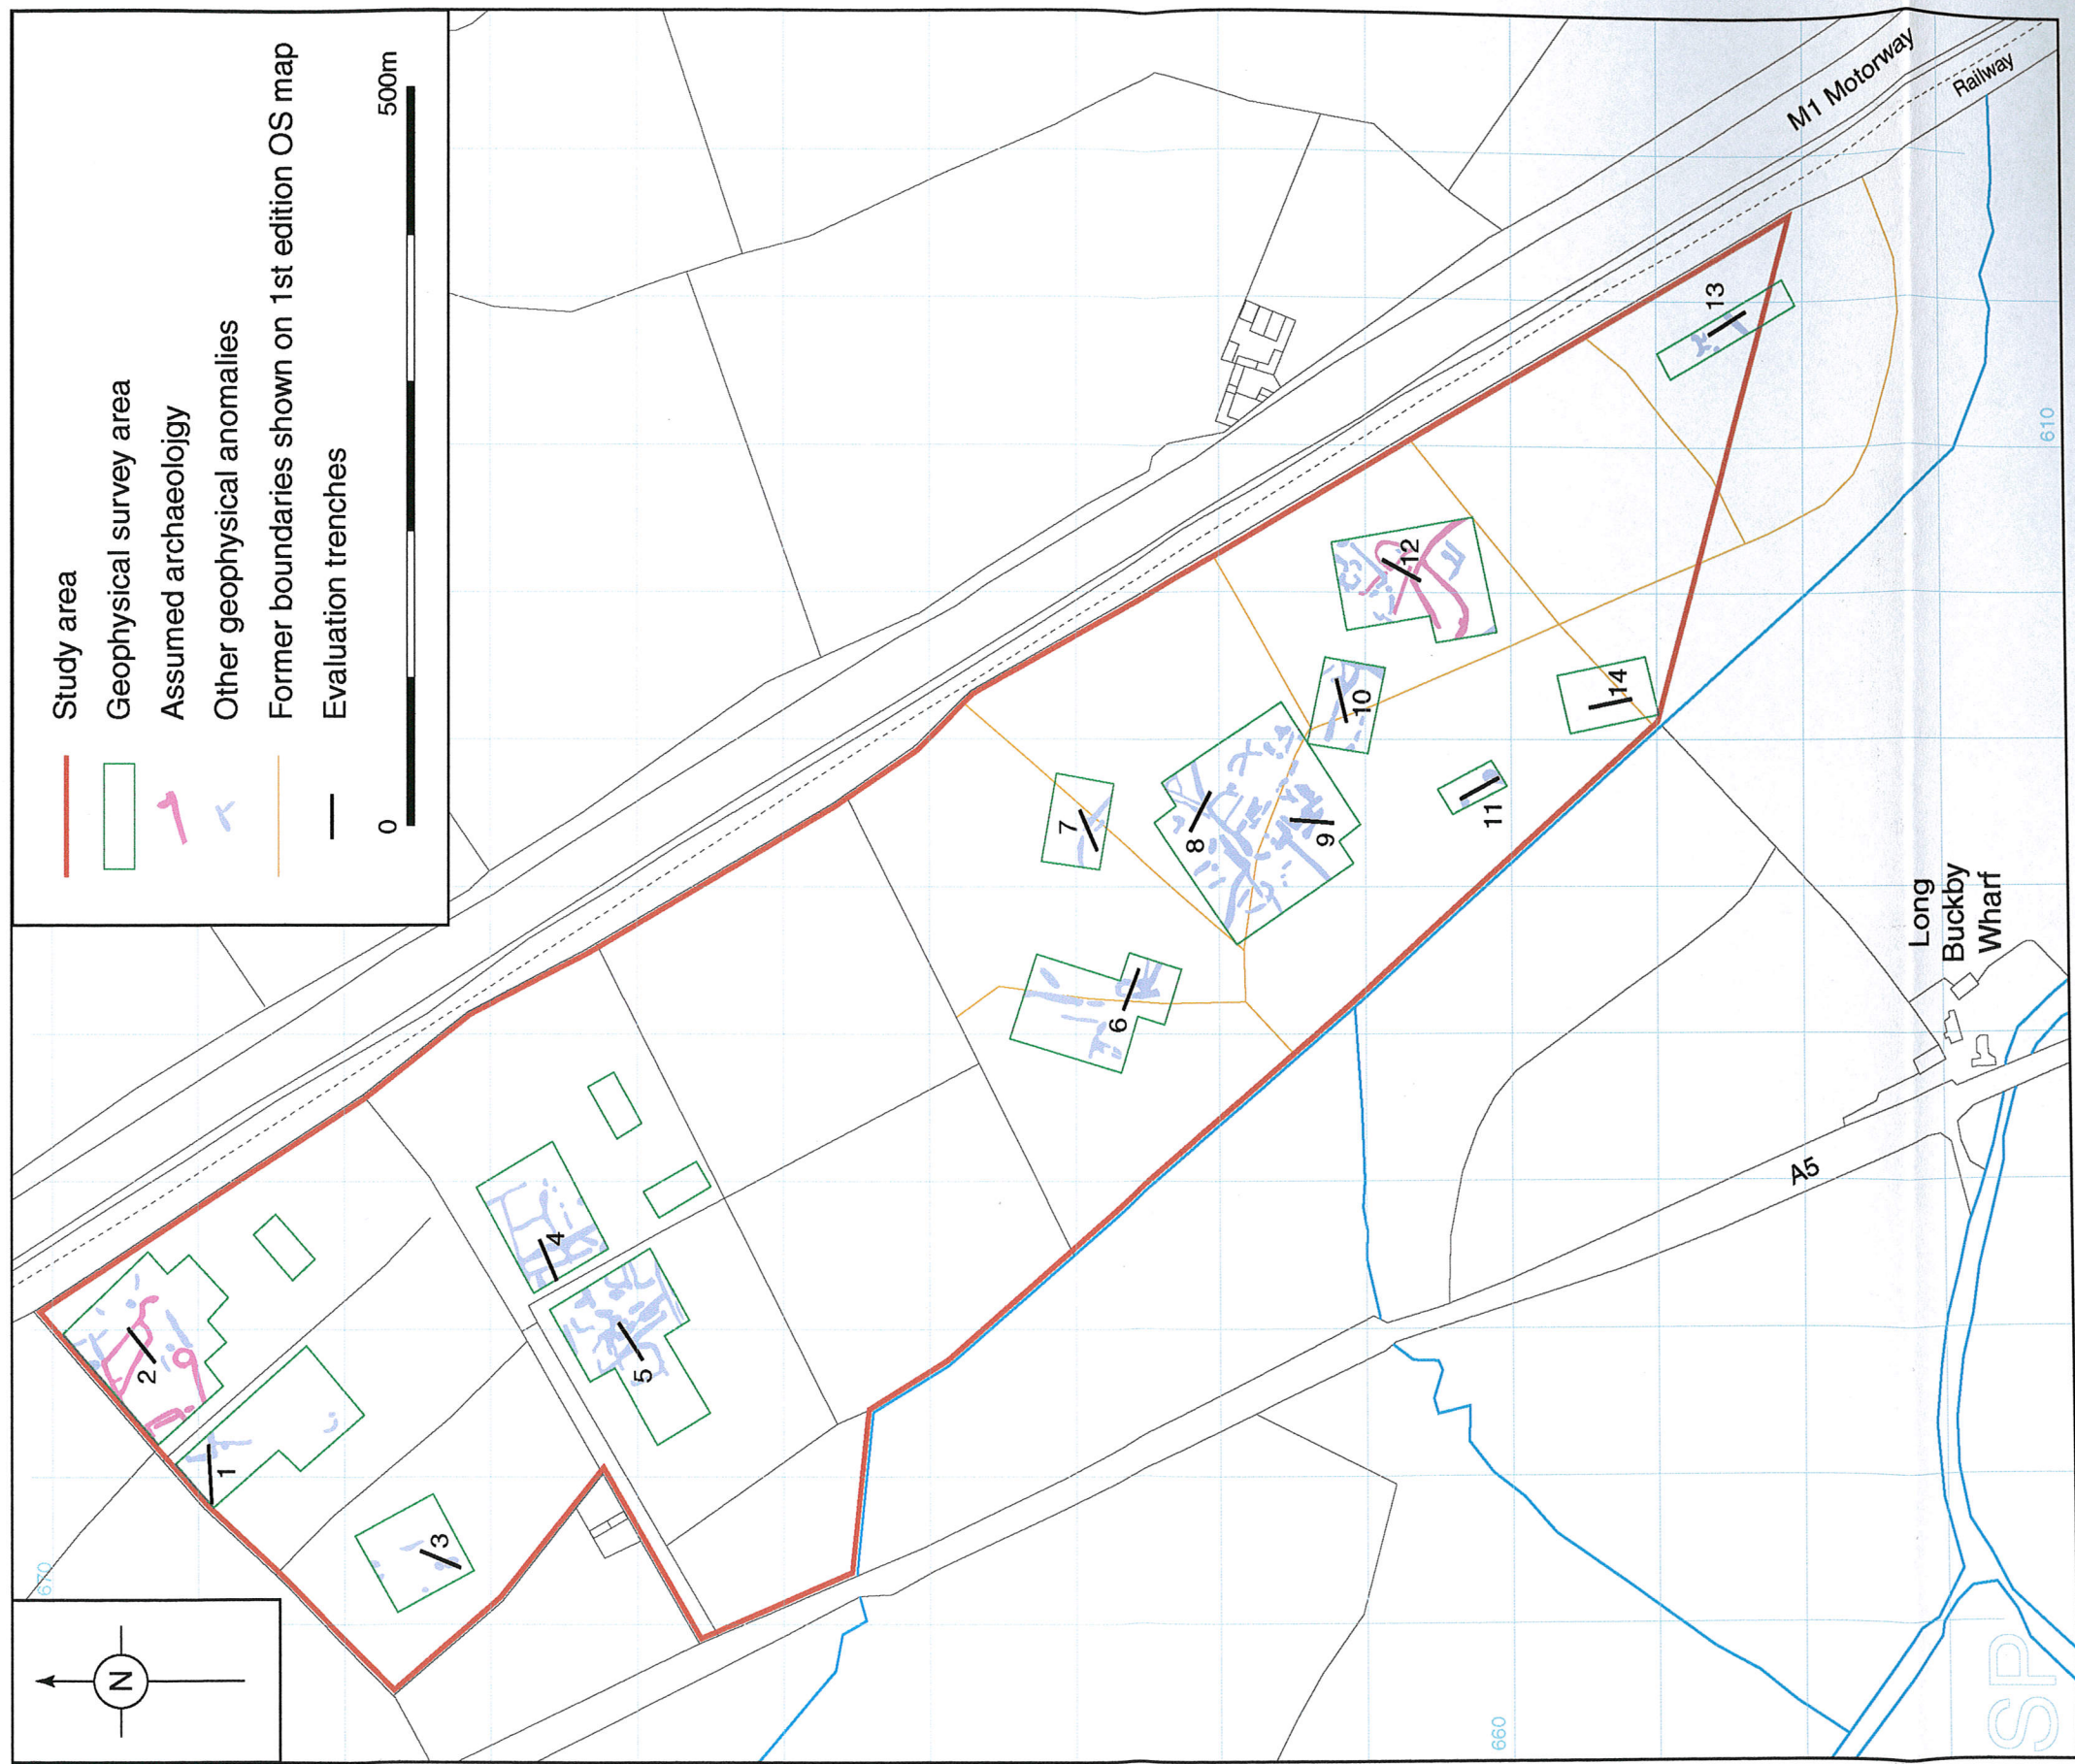 Study area
Geophysical survey area
Assumed archaeolojgy
Other geophysical anomalies
Former boundaries shown on 1st edition OS map
Evaluation trenches
0
500m
N
670
660
610
SP
M1 Motorway
Railway
A5
Long
Buckby
Wharf
1
2
3
4
5
6
7
8
9
10
11
12
13
14